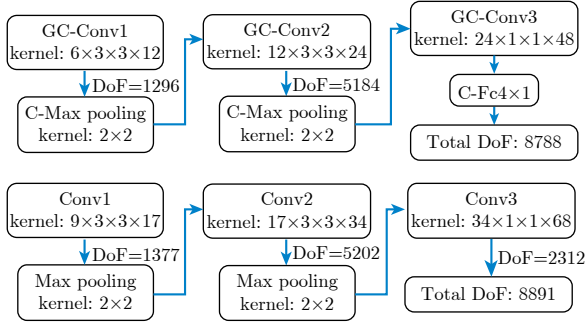 GC-Conv1
kernel: 6×3×3×12
DoF=1296
C-Max pooling
kernel: 2×2
GC-Conv2
kernel: 12×3×3×24
DoF=5184
C-Max pooling
kernel: 2×2
GC-Conv3
kernel: 24×1×1×48
C-Fc4×1
Total DoF: 8788
Conv1
kernel: 9×3×3×17
DoF=1377
Max pooling
kernel: 2×2
Conv2
kernel: 17×3×3×34
DoF=5202
Max pooling
kernel: 2×2
Conv3
kernel: 34×1×1×68
DoF=2312
Total DoF: 8891